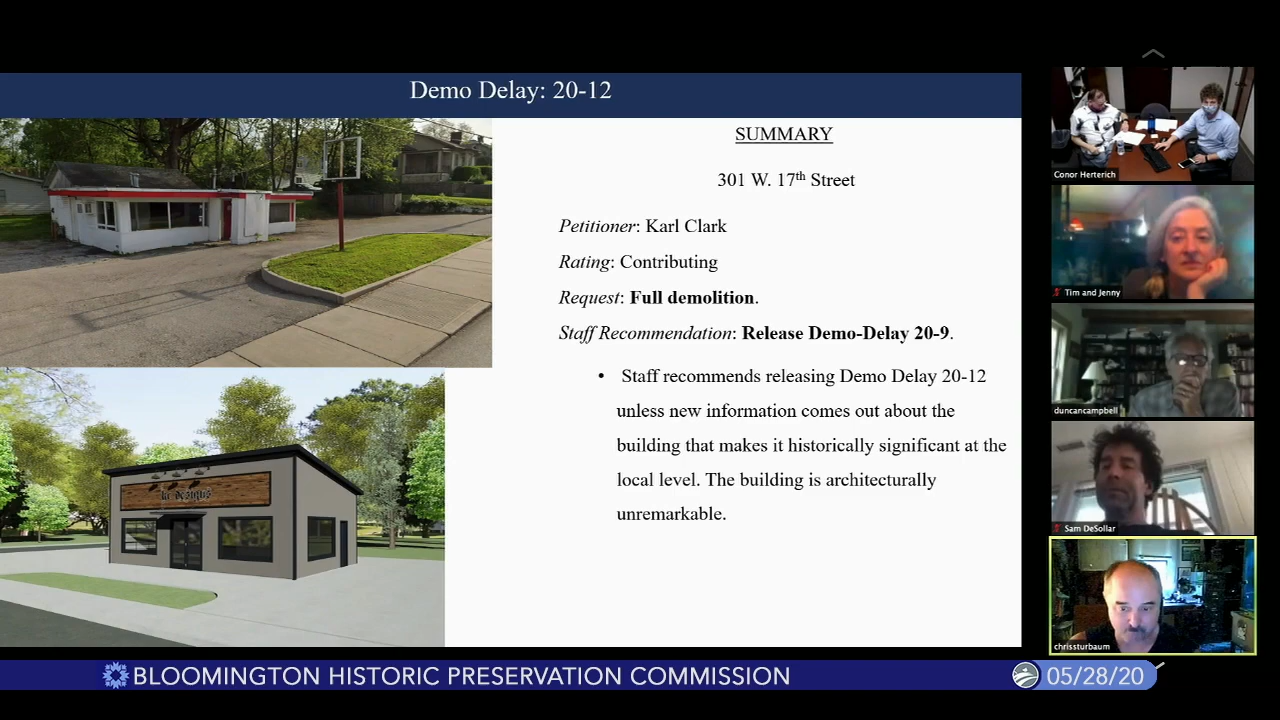 Demo Delay: 20-12
SUMMARY
301 W. 17th Street
Petitioner: Karl Clark
Rating: Contributing
Request: Full demolition.
Staff Recommendation: Release Demo-Delay 20-9.
• Staff recommends releasing Demo Delay 20-12
unless new information comes out about the
building that makes it historically significant at the
local level. The building is architecturally
unremarkable.
Conor Herterich
Tim and Jenny
duncancampbell
Sam DeSollar
chrissturbaum
BLOOMINGTON HISTORIC PRESERVATION COMMISSION
05/28/20